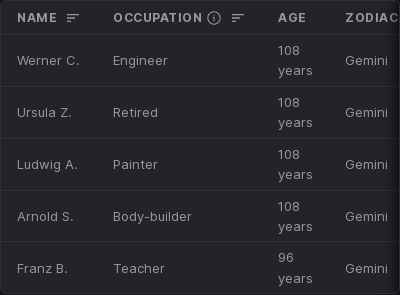 NAME OCCUPATION AGE ZODIAC
Werner C. Engineer 108 years Gemini
Ursula Z. Retired 108 years Gemini
Ludwig A. Painter 108 years Gemini
Arnold S. Body-builder 108 years Gemini
Franz B. Teacher 96 years Gemini